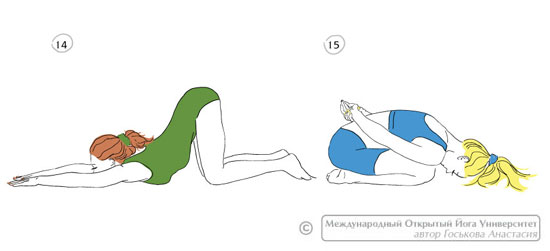 14
15
© Международный Открытый Йога Университет
автор Госькова Анастасия